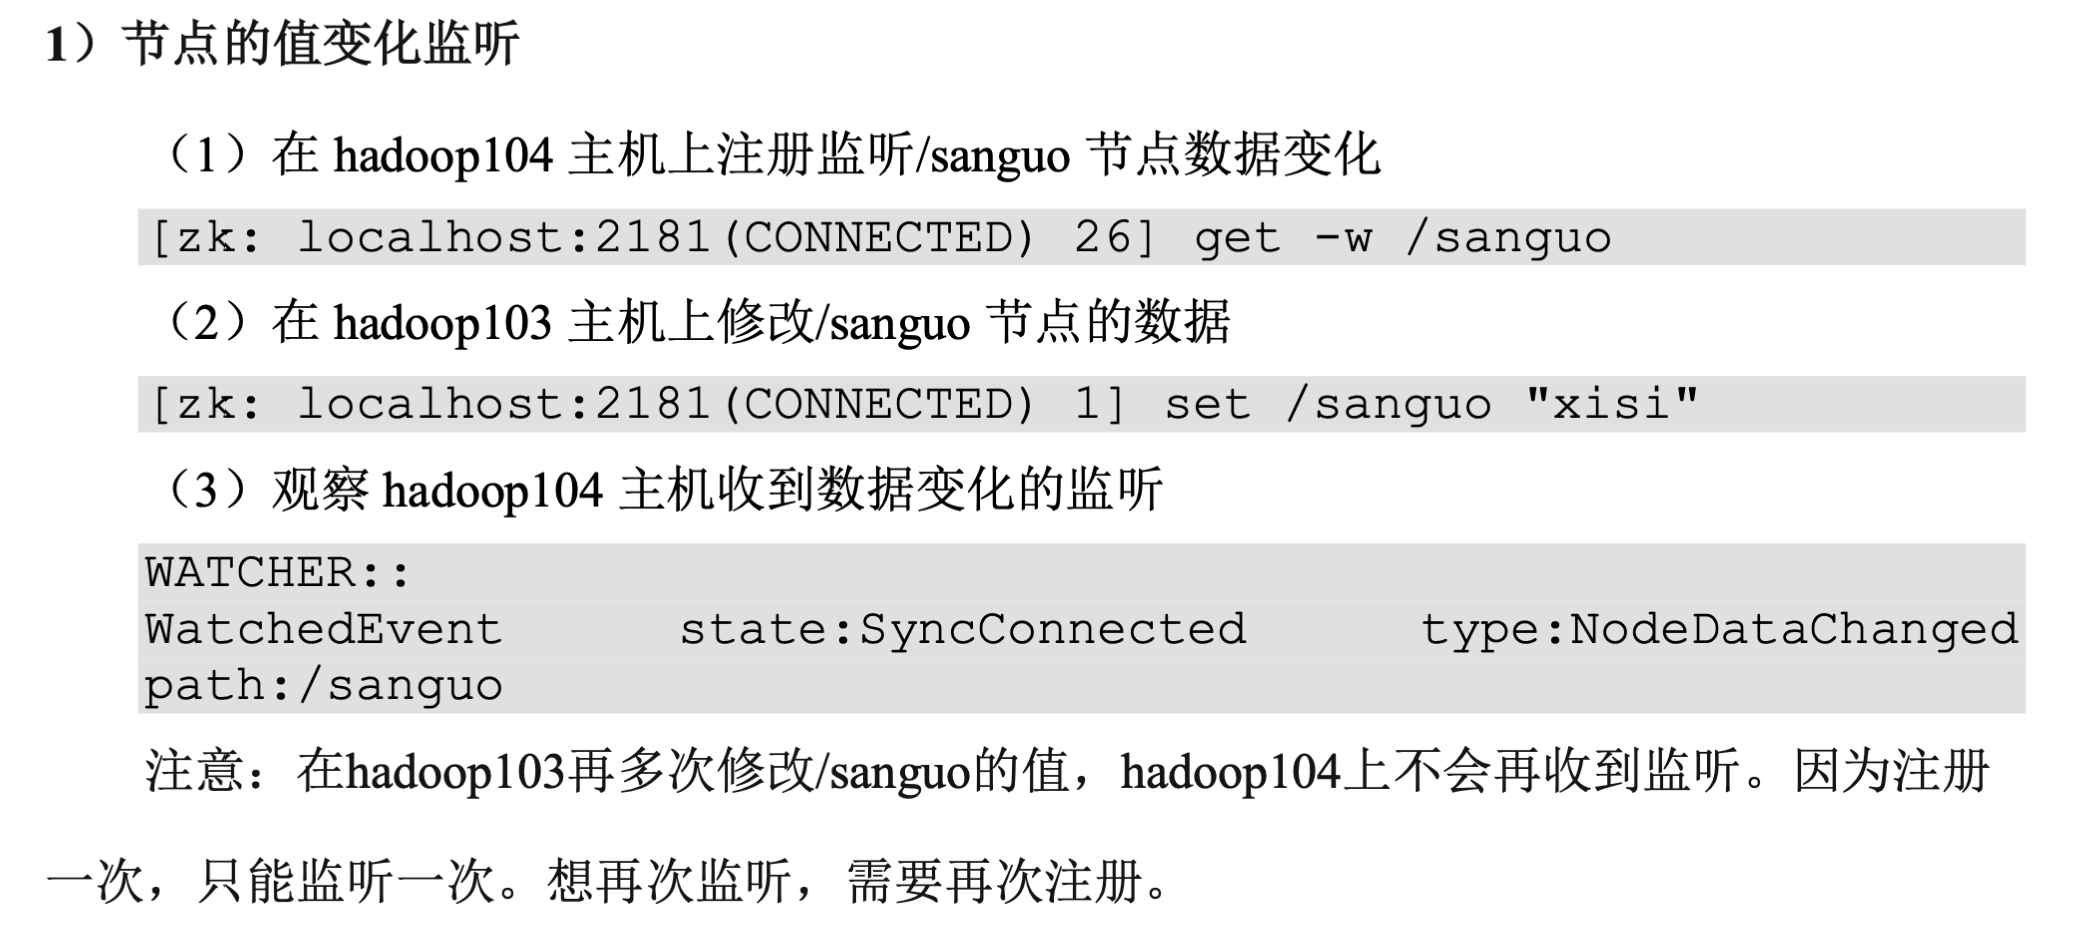 1）节点的值变化监听
（1）在 hadoop104 主机上注册监听/sanguo 节点数据变化
[zk: localhost:2181(CONNECTED) 26] get -w /sanguo
（2）在 hadoop103 主机上修改/sanguo 节点的数据
[zk: localhost:2181(CONNECTED) 1] set /sanguo "xisi"
（3）观察 hadoop104 主机收到数据变化的监听
WATCHER::
WatchedEvent state:SyncConnected type:NodeDataChanged
path:/sanguo
注意：在hadoop103再多次修改/sanguo的值，hadoop104上不会再收到监听。因为注册
一次，只能监听一次。想再次监听，需要再次注册。